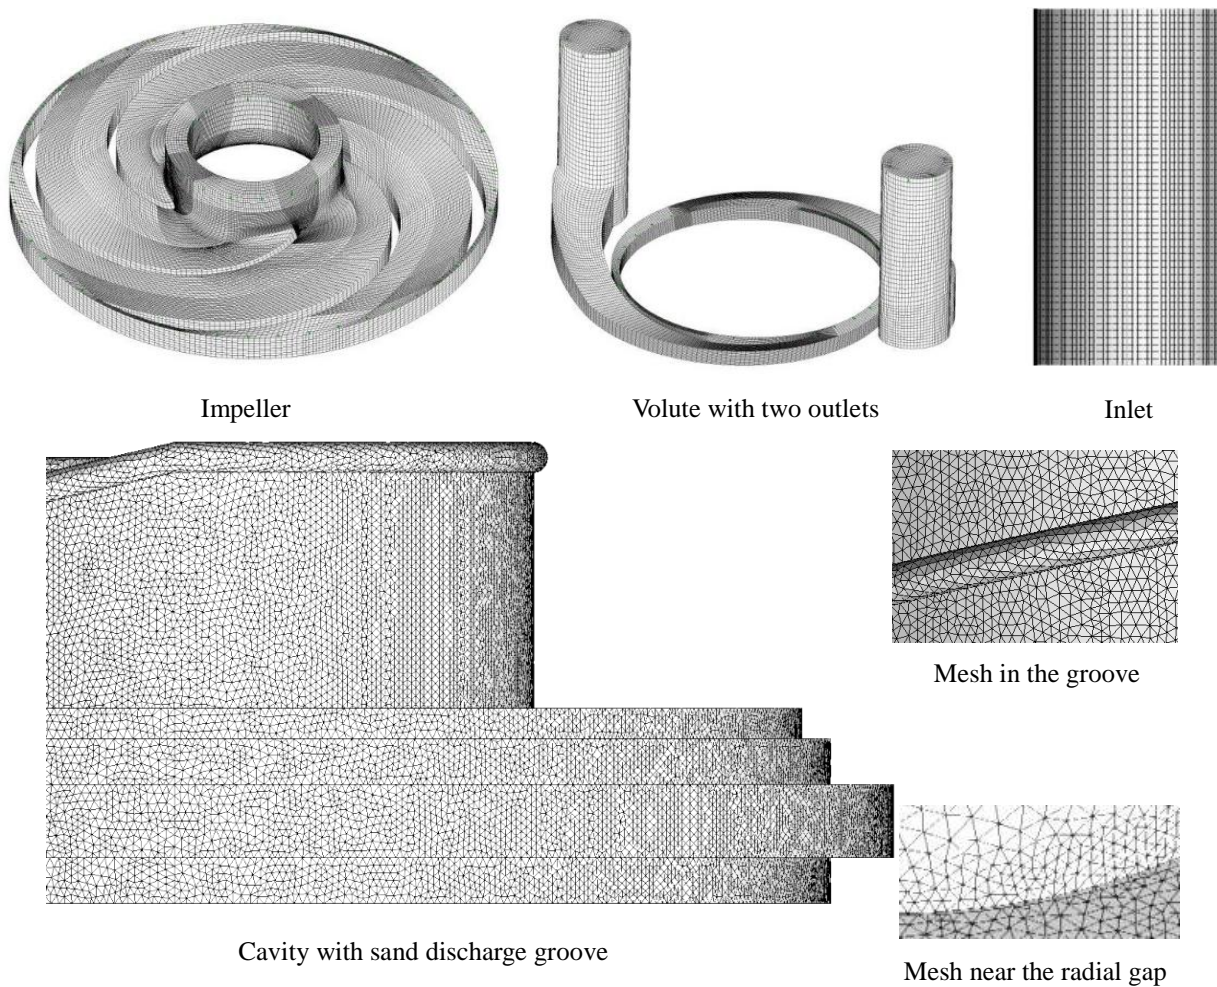 Impeller
Volute with two outlets
Inlet
Mesh in the groove
Cavity with sand discharge groove
Mesh near the radial gap